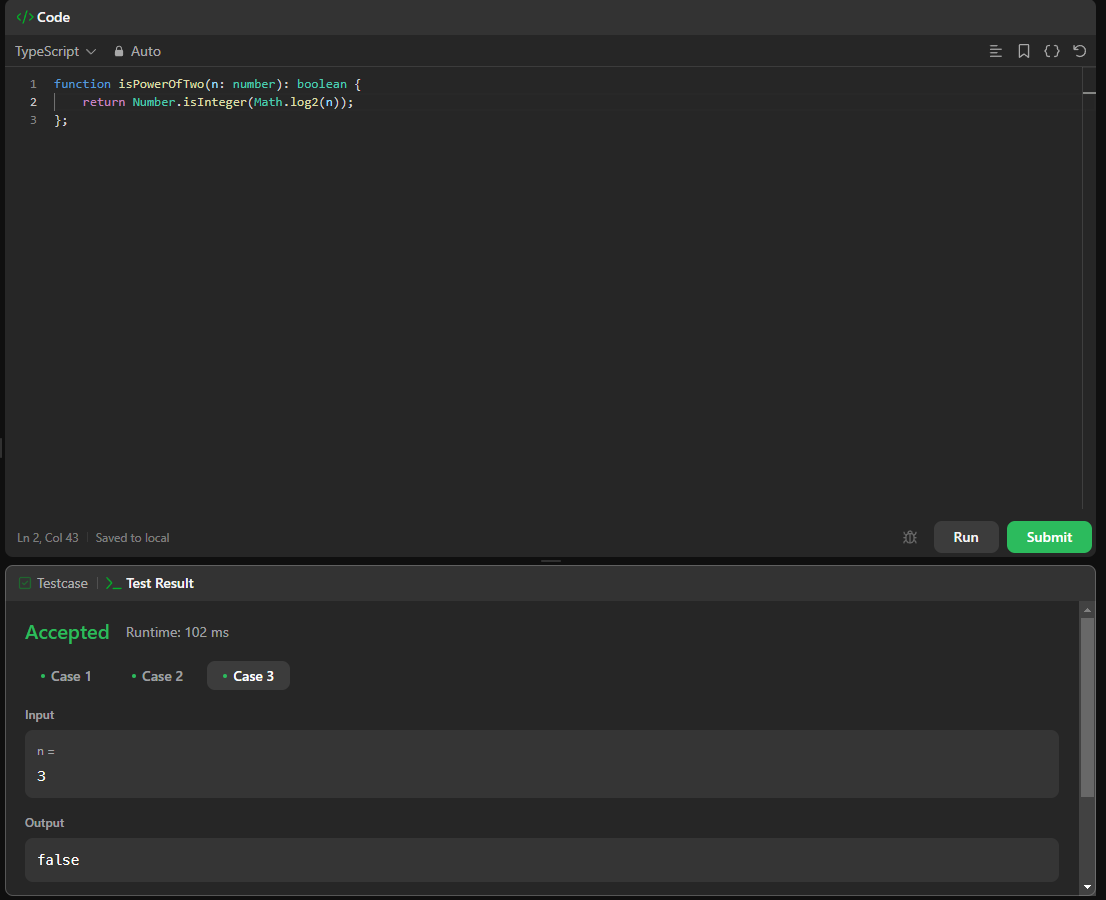 </> Code
TypeScript Auto
1 function isPowerOfTwo(n: number): boolean {
2     return Number.isInteger(Math.log2(n));
3 };
Ln 2, Col 43 Saved to local Run Submit
Testcase >_ Test Result
Accepted Runtime: 102 ms
Case 1 Case 2 Case 3
Input
n =
3
Output
false